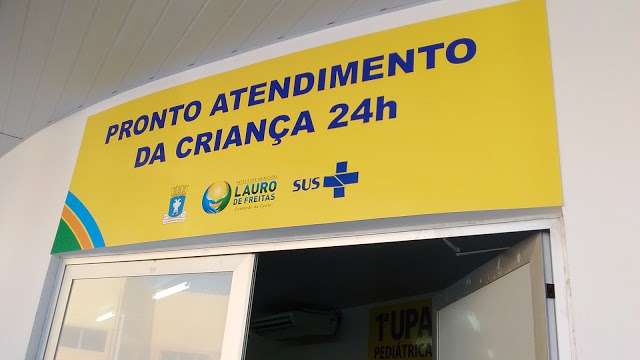 PRONTO ATENDIMENTO
DA CRIANÇA 24h
LAURO
DE FREITAS
SUS
1ª UPA
PEDIÁTRICA